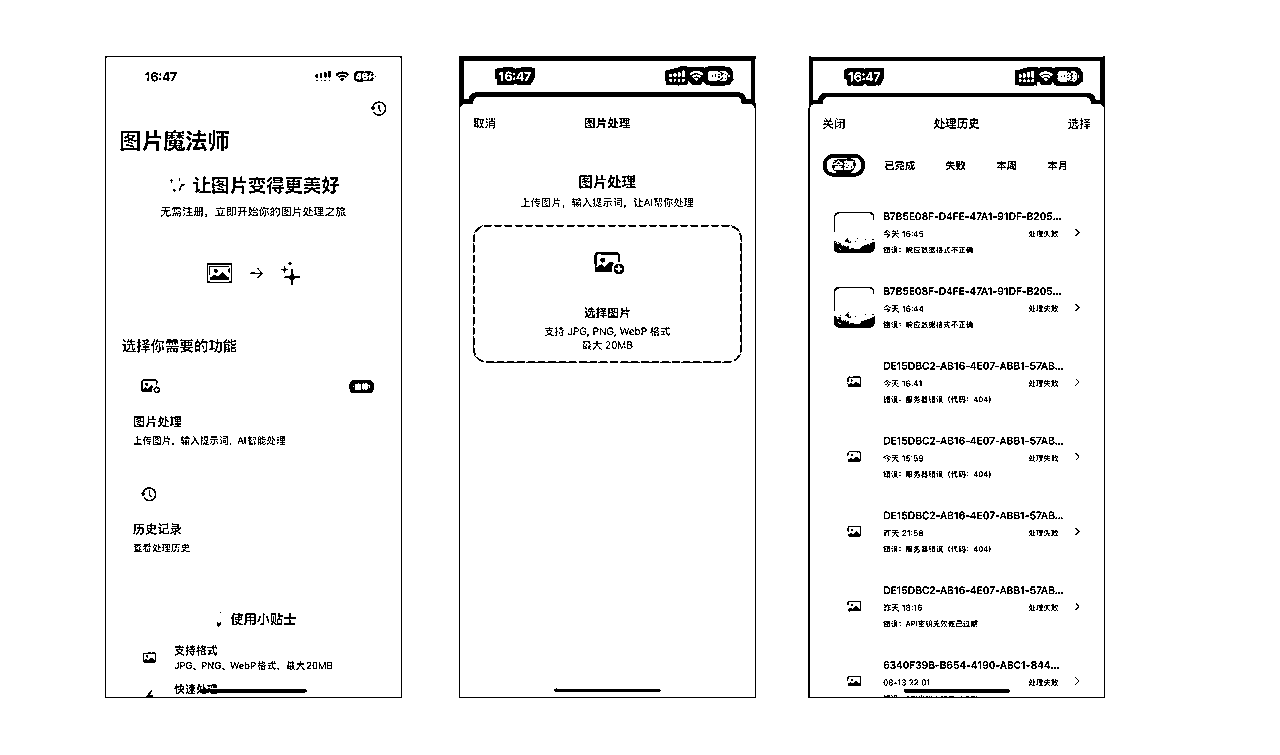 16:47
图片魔法师
让图片变得更美好
无需注册，立即开始你的图片处理之旅
选择你需要的功能
图片处理
上传图片、输入提示词、AI智能处理
历史记录
查看处理历史
使用小贴士
支持格式
JPG、PNG、WebP格式、最大20MB
快速处理
16:47
取消 图片处理
图片处理
上传图片，输入提示词，让AI帮你处理
选择图片
支持 JPG, PNG, WebP 格式
最大 20MB
16:47
关闭 处理历史 选择
全部 已完成 失败 本周 本月
B7B5E08F-D4FE-47A1-91DF-B205...
今天 16:45 处理失败
错误：响应数据格式不正确
B7B5E08F-D4FE-47A1-91DF-B205...
今天 16:44 处理失败
错误：响应数据格式不正确
DE15DBC2-AB16-4E07-ABB1-57AB...
今天 16:41 处理失败
错误：服务器错误（代码：404）
DE15DBC2-AB16-4E07-ABB1-57AB...
今天 15:59 处理失败
错误：服务器错误（代码：404）
DE15DBC2-AB16-4E07-ABB1-57AB...
昨天 21:58 处理失败
错误：服务器错误（代码：404）
DE15DBC2-AB16-4E07-ABB1-57AB...
昨天 18:16 处理失败
错误：API密钥无效或已过期
6340F39B-B654-4190-ABC1-844...
08-13 22:01 处理失败